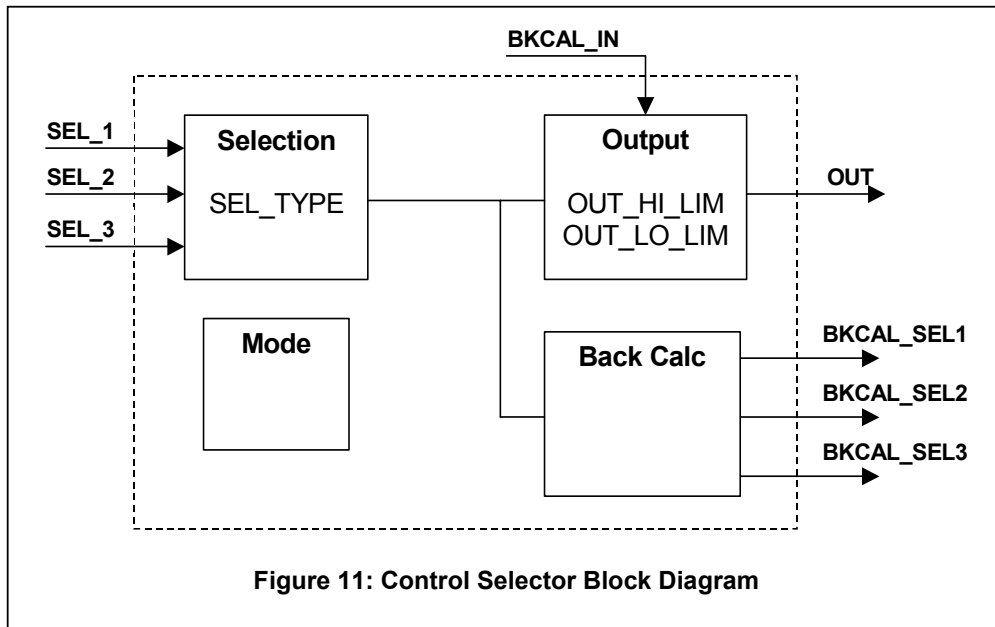 BKCAL_IN
SEL_1
SEL_2
SEL_3
Selection
SEL_TYPE
Output
OUT_HI_LIM
OUT_LO_LIM
OUT
Mode
Back Calc
BKCAL_SEL1
BKCAL_SEL2
BKCAL_SEL3
Figure 11: Control Selector Block Diagram